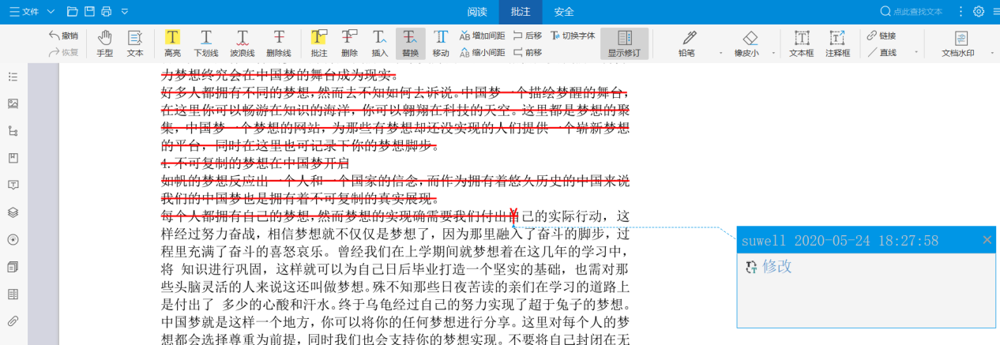 文件 阅读 批注 安全 点此查找文本
撤销 恢复 手型 文本 高亮 下划线 波浪线 删除线 批注 删除 插入 替换 移动 增加间距 缩小间距 后移 前移 切换字体 显示修订 铅笔 橡皮小 文本框 注释框 链接 直线 文档水印
力梦想终究会在中国梦的舞台成为现实。
好多人都拥有不同的梦想,然而去不知如何去诉说。中国梦一个描绘梦醒的舞台,
在这里你可以畅游在知识的海洋，你可以翱翔在科技的天空。这里都是梦想的聚
集，中国梦一个梦想的网站，为那些有梦想却还没实现的人们提供一个崭新梦想
的平台，同时在这里也可记录下你的梦想脚步。
4.不可复制的梦想在中国梦开启
如帆的梦想反应出一个人和一个国家的信念,而作为拥有着悠久历史的中国来说
我们的中国梦也是拥有着不可复制的真实展现。
每个人都拥有自己的梦想,然而梦想的实现确需要我们付出自己的实际行动，这
样经过努力奋战，相信梦想就不仅仅是梦想了，因为那里融入了奋斗的脚步，过
程里充满了奋斗的喜怒哀乐。曾经我们在上学期间就梦想着在这几年的学习中，
将 知识进行巩固，这样就可以为自己日后毕业打造一个坚实的基础，也需对那
些头脑灵活的人来说这还叫做梦想。殊不知那些日夜苦读的亲们在学习的道路上
是付出了 多少的心酸和汗水。终于乌龟经过自己的努力实现了超于兔子的梦想。
中国梦就是这样一个地方，你可以将你的任何梦想进行分享。这里对每个人的梦
想都会选择尊重为前提，同时我们也会支持你的梦想实现。不要将自己封闭在无
suwell 2020-05-24 18:27:58
修改